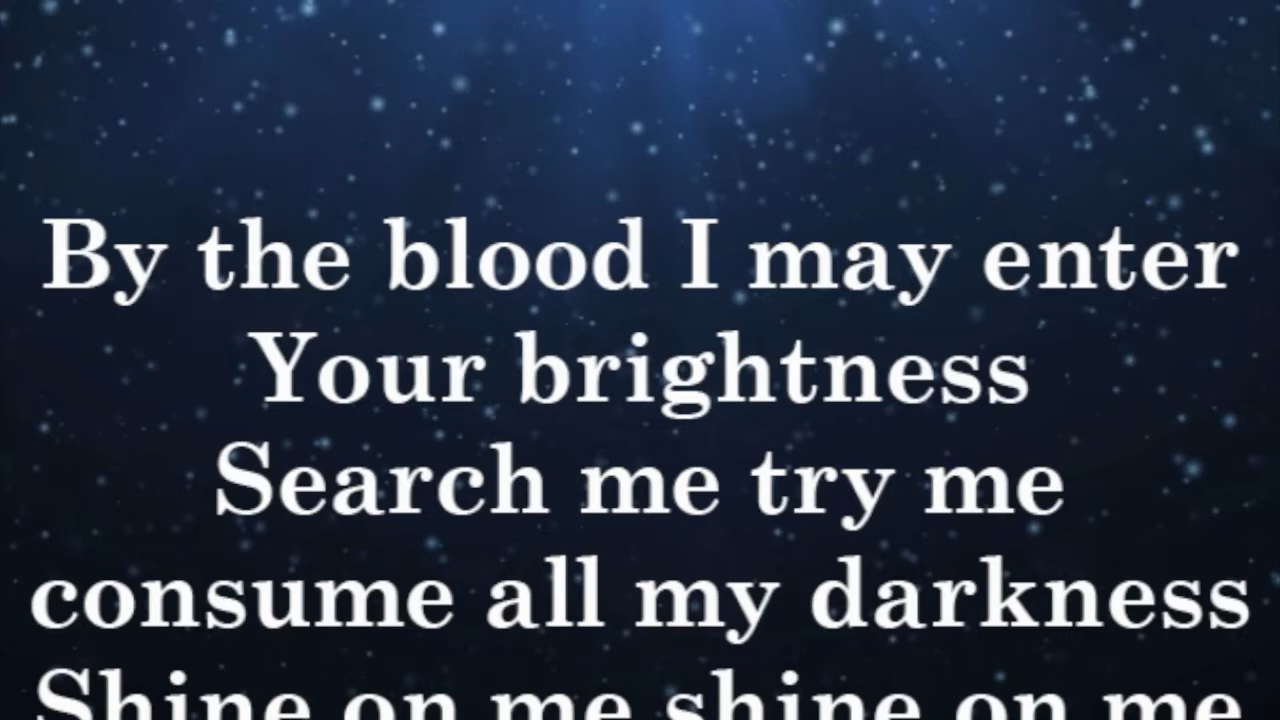 By the blood I may enter
Your brightness
Search me try me
consume all my darkness
Shine on me shine on me